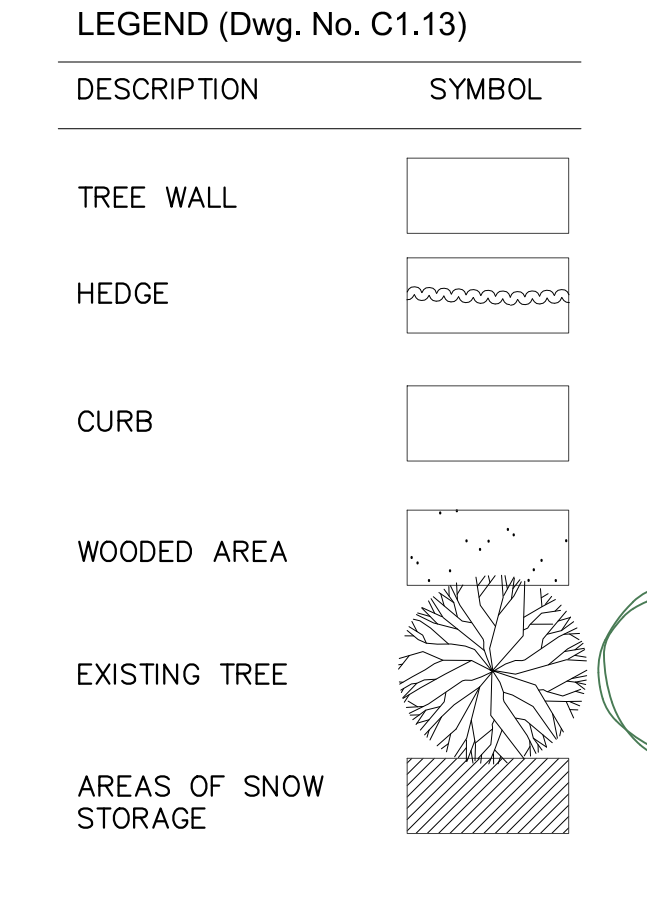 LEGEND (Dwg. No. C1.13)
DESCRIPTION SYMBOL
TREE WALL
HEDGE
CURB
WOODED AREA
EXISTING TREE
AREAS OF SNOW
STORAGE